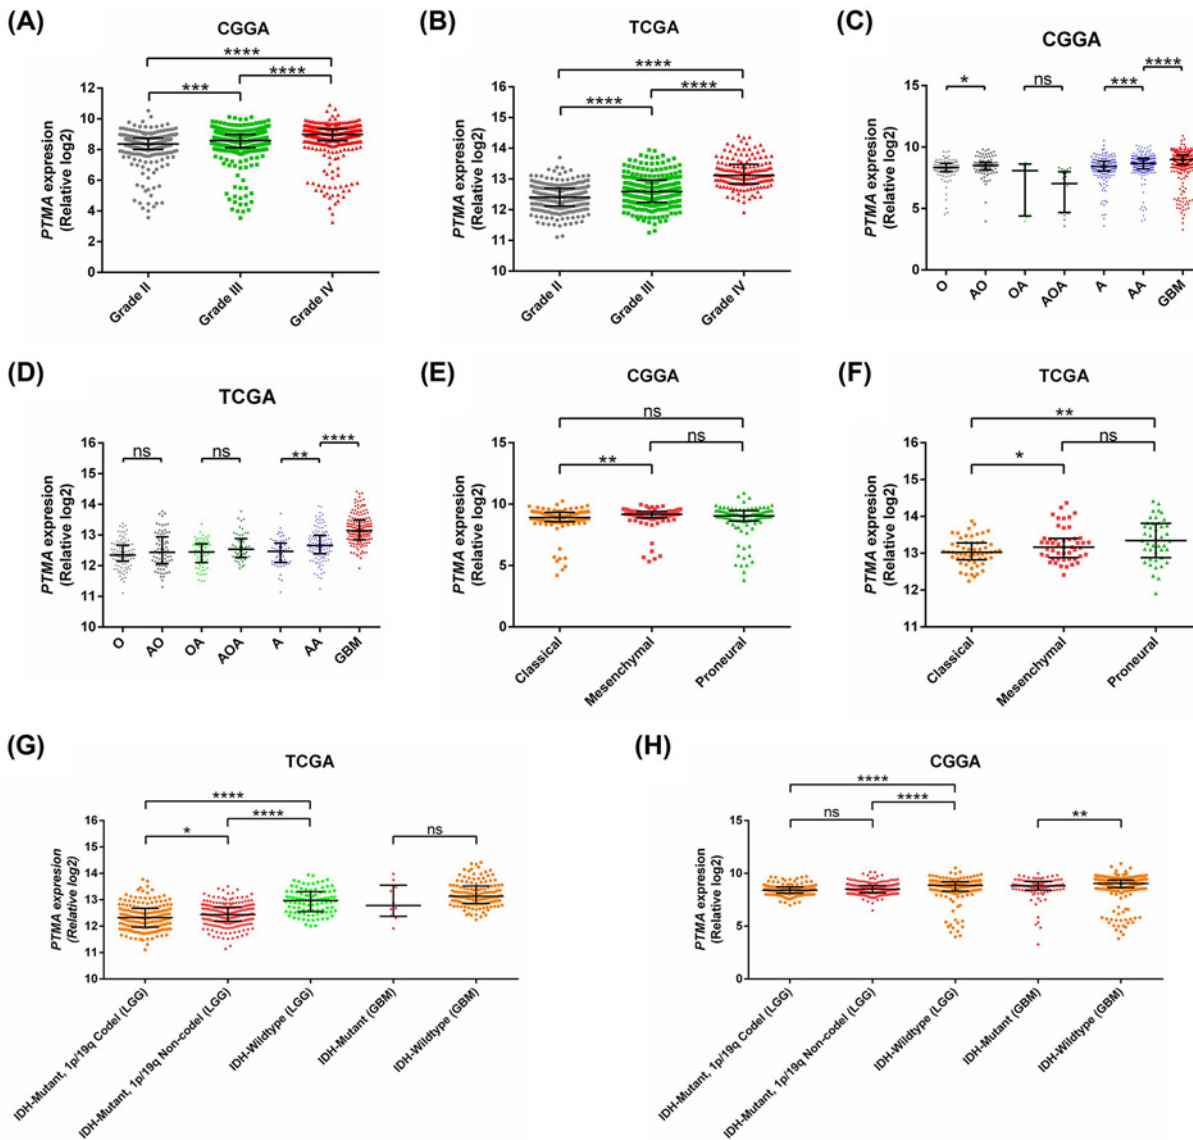 (A)
CGGA
****
***
****
PTMA expresion
(Relative log2)
12
10
8
6
4
2
0
Grade II
Grade III
Grade IV
(B)
TCGA
****
****
****
PTMA expresion
(Relative log2)
16
15
14
13
12
11
10
Grade II
Grade III
Grade IV
(C)
CGGA
*
ns
***
****
PTMA expresion
(Relative log2)
15
10
5
0
O
AO
OA
AOA
A
AA
GBM
(D)
TCGA
ns
ns
**
****
PTMA expresion
(Relative log2)
16
15
14
13
12
11
10
O
AO
OA
AOA
A
AA
GBM
(E)
CGGA
ns
ns
**
PTMA expresion
(Relative log2)
15
10
5
0
Classical
Mesenchymal
Proneural
(F)
TCGA
**
ns
*
PTMA expresion
(Relative log2)
16
15
14
13
12
11
Classical
Mesenchymal
Proneural
(G)
TCGA
****
****
*
ns
PTMA expresion
(Relative log2)
16
15
14
13
12
11
10
IDH-Mutant, 1p/19q Codel (LGG)
IDH-Mutant, 1p/19q Non-codel (LGG)
IDH-Wildtype (LGG)
IDH-Mutant (GBM)
IDH-Wildtype (GBM)
(H)
CGGA
****
****
ns
**
PTMA expresion
(Relative log2)
15
10
5
0
IDH-Mutant, 1p/19q Codel (LGG)
IDH-Mutant, 1p/19q Non-codel (LGG)
IDH-Wildtype (LGG)
IDH-Mutant (GBM)
IDH-Wildtype (GBM)